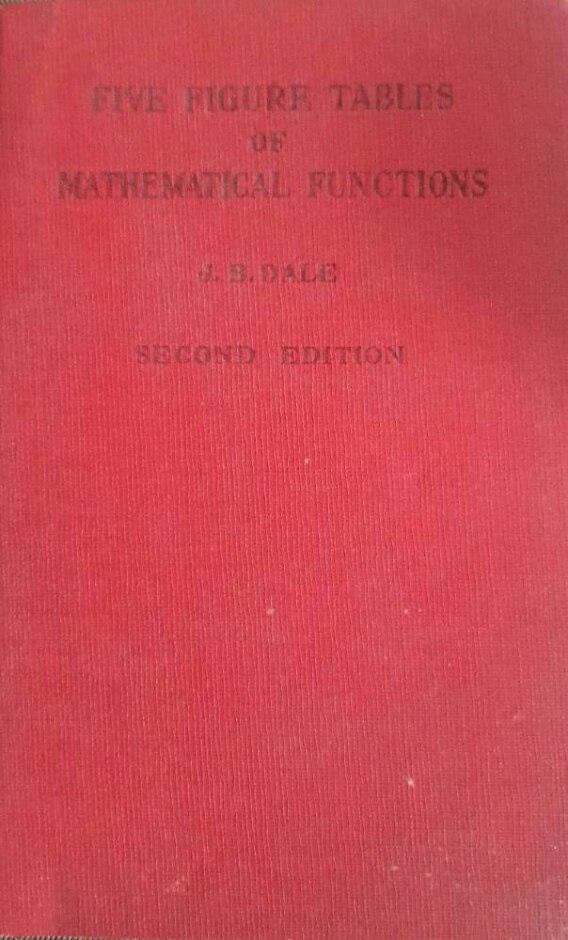 FIVE FIGURE TABLES
OF
MATHEMATICAL FUNCTIONS
J. B. DALE
SECOND EDITION